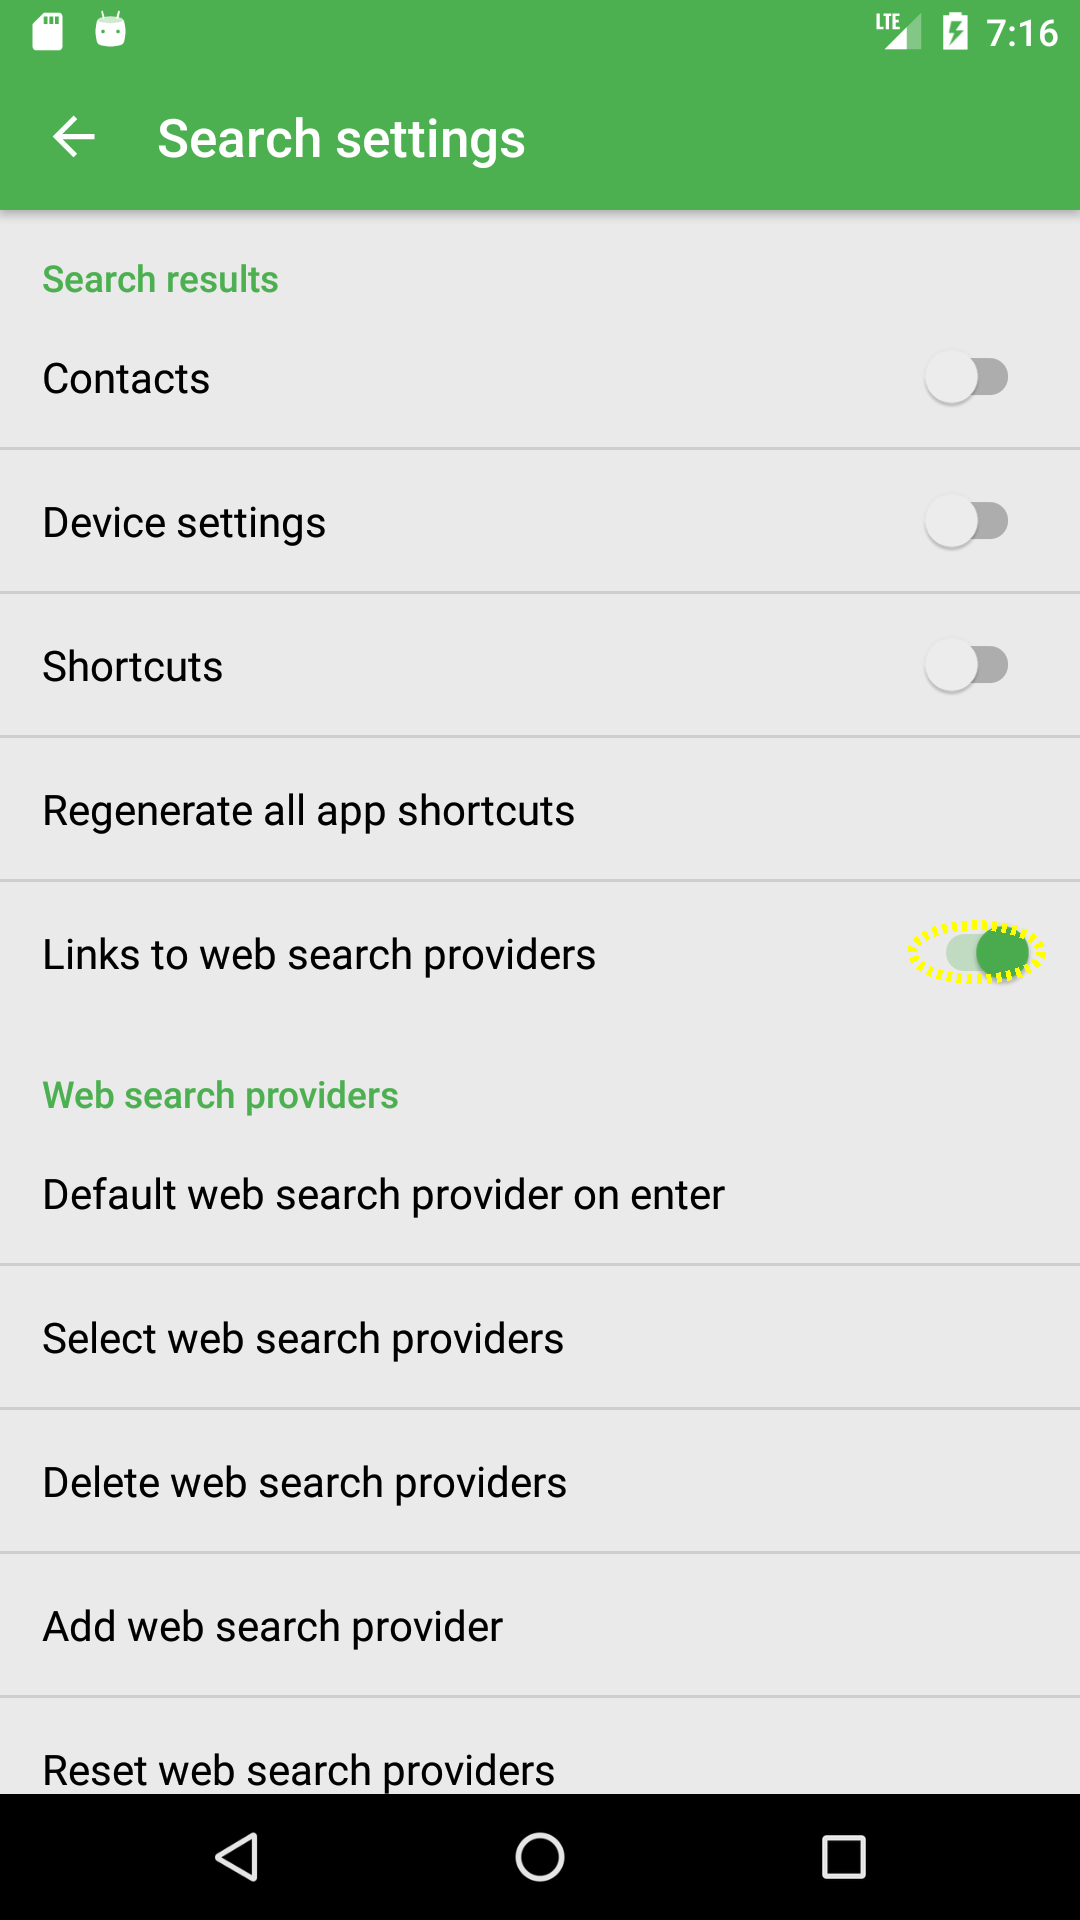 LTE 7:16
Search settings
Search results
Contacts
Device settings
Shortcuts
Regenerate all app shortcuts
Links to web search providers
Web search providers
Default web search provider on enter
Select web search providers
Delete web search providers
Add web search provider
Reset web search providers